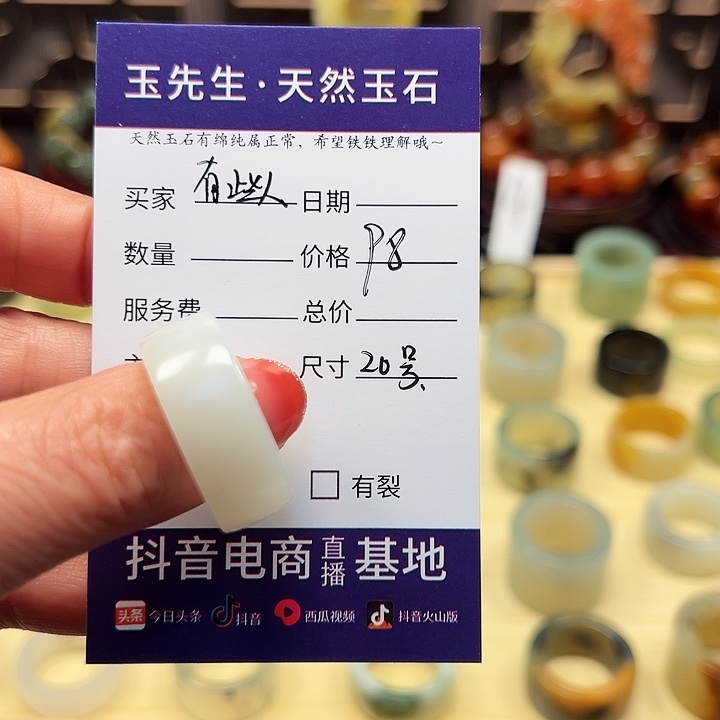 玉先生·天然玉石
天然玉石有绵纯属正常，希望铁铁理解哦~
买家 有些人 日期
数量 价格 P8
服务费 总价
尺寸 20号
有裂
抖音电商直播基地
头条 今日头条 抖音 西瓜视频 抖音火山版